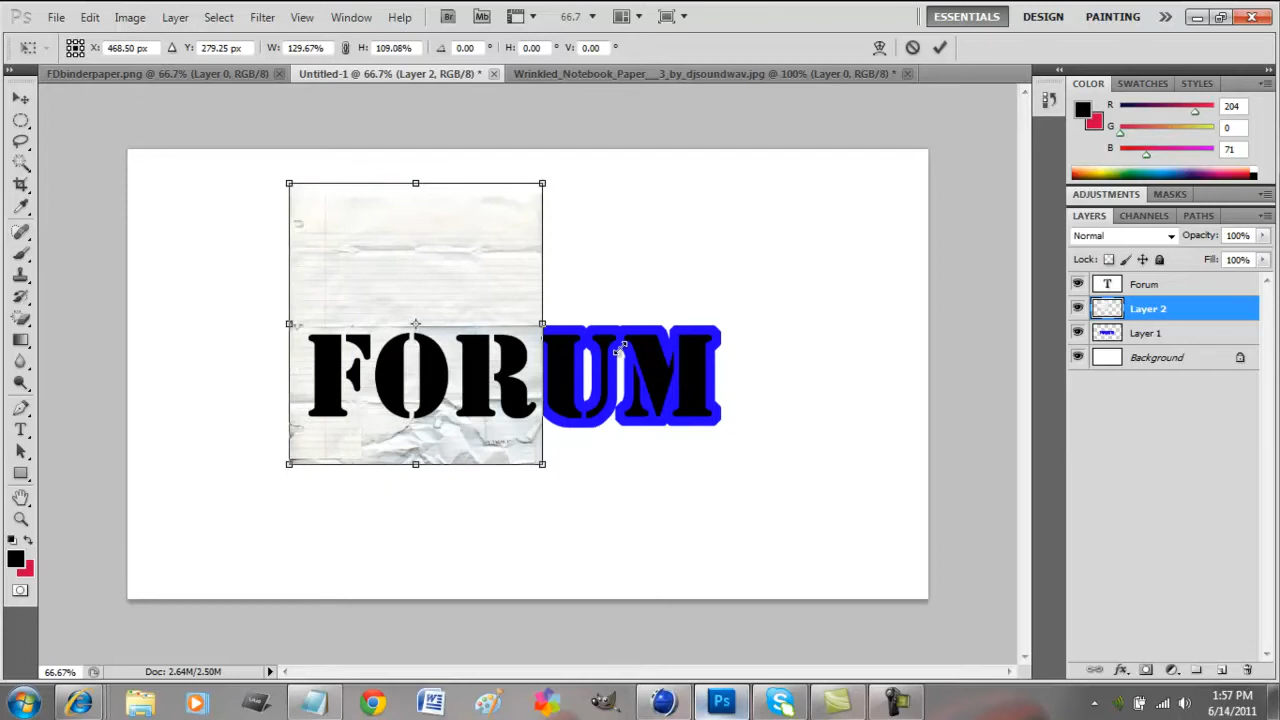 Ps File Edit Image Layer Select Filter View Window Help Br Mb 66.7 ESSENTIALS DESIGN PAINTING
X: 468.50 px Y: 279.25 px W: 129.67% H: 109.08% 0.00 ° H: 0.00 ° V: 0.00 °
FDbinderpaper.png @ 66.7% (Layer 0, RGB/8) Untitled-1 @ 66.7% (Layer 2, RGB/8) * Wrinkled_Notebook_Paper___3_by_djsoundwav.jpg @ 100% (Layer 0, RGB/8) *
COLOR SWATCHES STYLES
R 204
G 0
B 71
ADJUSTMENTS MASKS
LAYERS CHANNELS PATHS
Normal Opacity: 100%
Lock: Fill: 100%
T Forum
Layer 2
Layer 1
Background
FORUM
66.67% Doc: 2.64M/2.50M
1:57 PM
6/14/2011